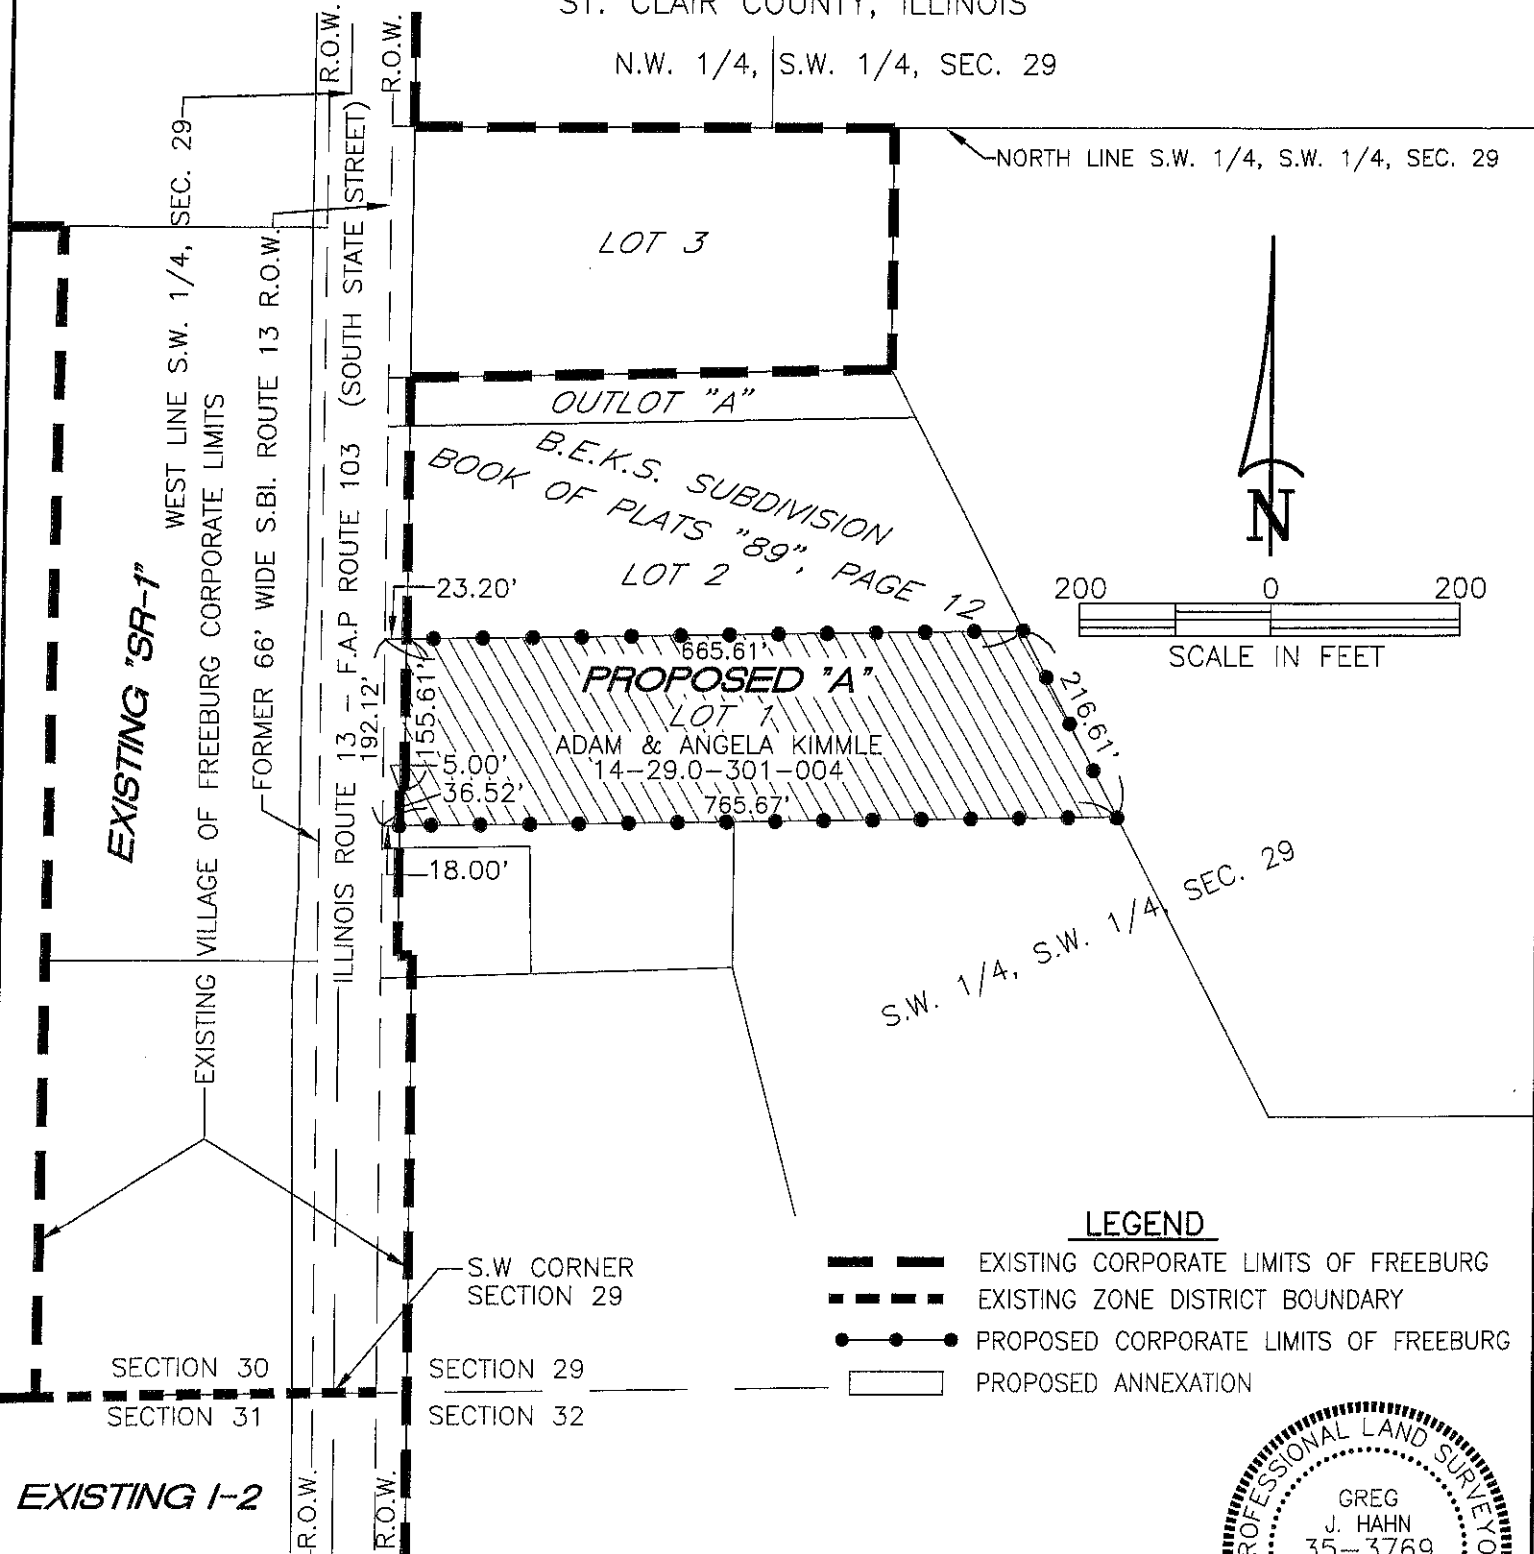 ST. CLAIR COUNTY, ILLINOIS
N.W. 1/4, S.W. 1/4, SEC. 29
R.O.W.
R.O.W.
NORTH LINE S.W. 1/4, S.W. 1/4, SEC. 29
WEST LINE S.W. 1/4, SEC. 29
FORMER 66' WIDE S.BI. ROUTE 13 R.O.W.
ILLINOIS ROUTE 13 - F.A.P ROUTE 103 (SOUTH STATE STREET)
EXISTING VILLAGE OF FREEBURG CORPORATE LIMITS
EXISTING "SR-1"
LOT 3
OUTLOT "A"
B.E.K.S. SUBDIVISION
BOOK OF PLATS "89", PAGE 12
LOT 2
N
200 0 200
SCALE IN FEET
23.20'
665.61'
PROPOSED "A"
LOT 1
ADAM & ANGELA KIMMLE
14-29.0-301-004
192.12'
155.61'
216.61'
5.00'
36.52'
765.67'
18.00'
S.W. 1/4, S.W. 1/4, SEC. 29
LEGEND
EXISTING CORPORATE LIMITS OF FREEBURG
EXISTING ZONE DISTRICT BOUNDARY
PROPOSED CORPORATE LIMITS OF FREEBURG
PROPOSED ANNEXATION
S.W CORNER
SECTION 29
SECTION 30
SECTION 29
SECTION 31
SECTION 32
EXISTING I-2
R.O.W.
R.O.W.
ROFESSIONAL LAND SURVEYO
GREG
J. HAHN
35-3769